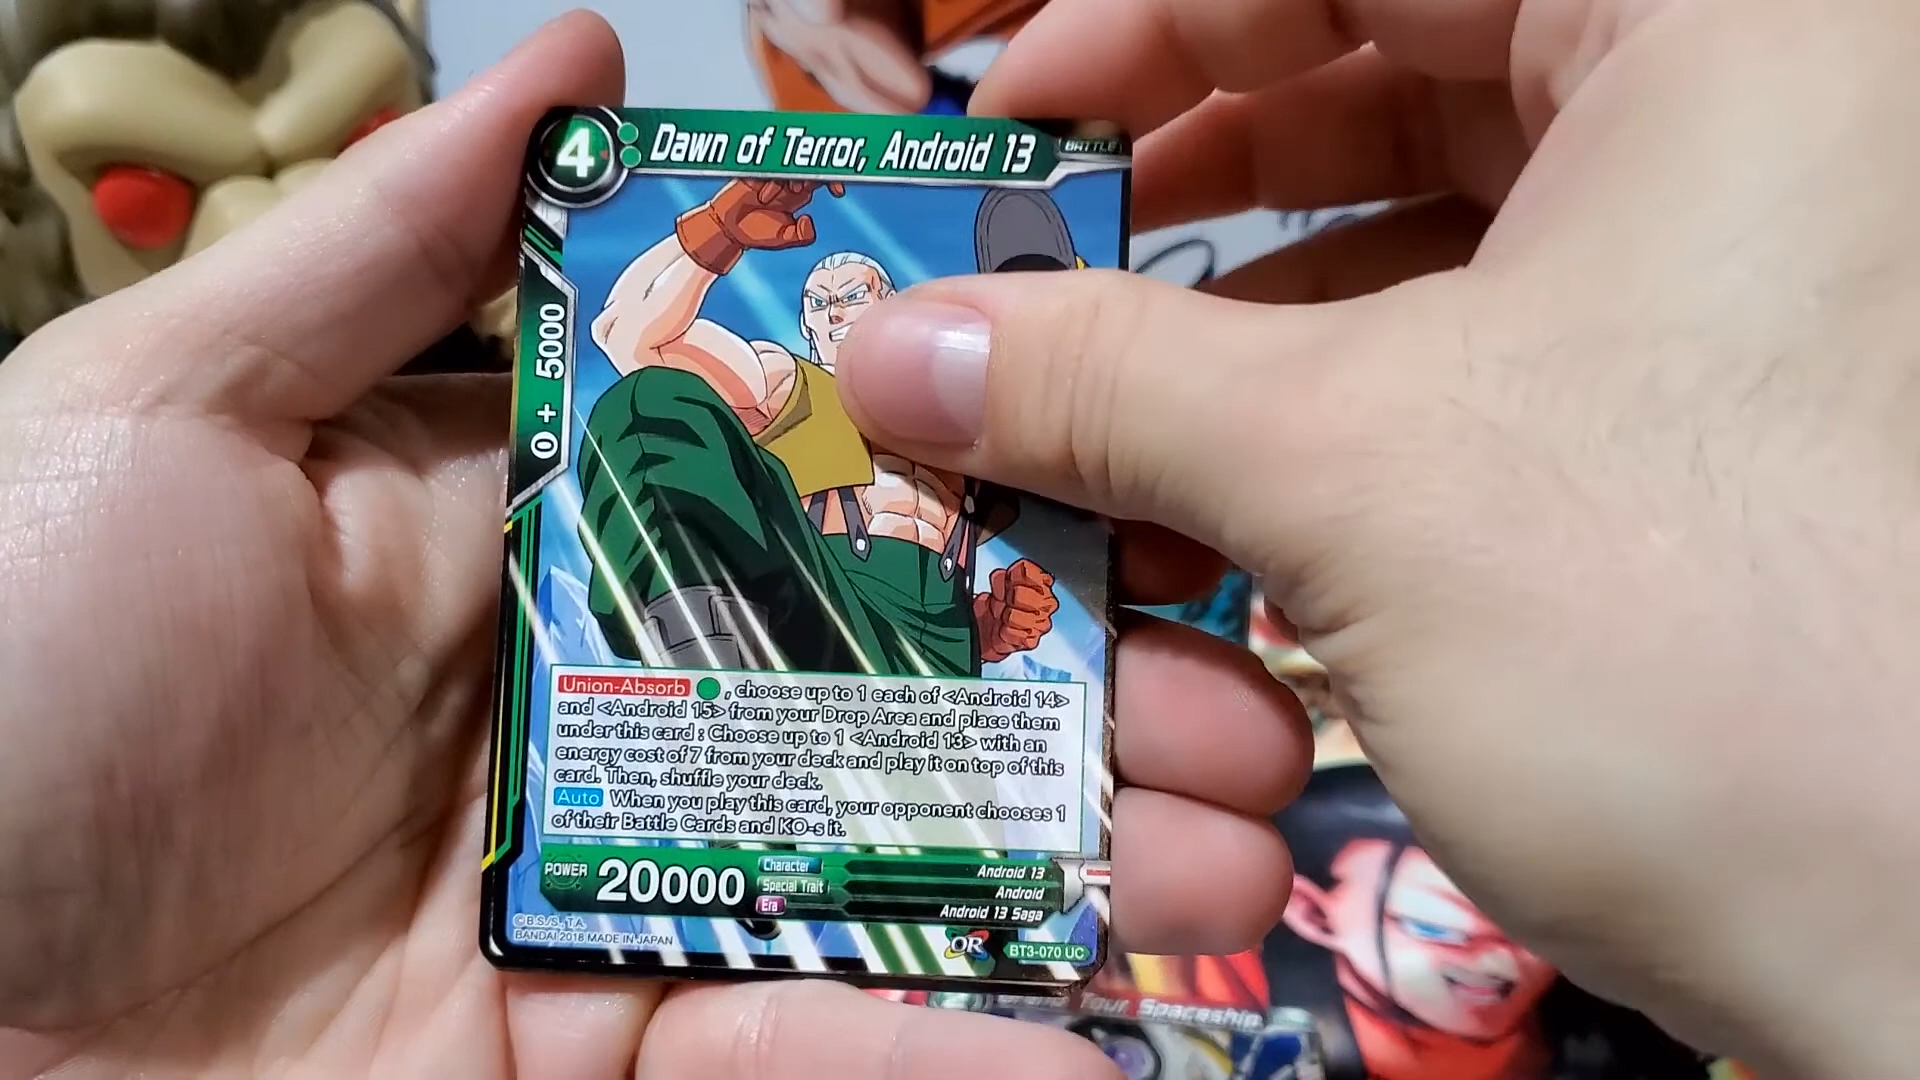 4
Dawn of Terror, Android 13
BATTLE
0 + 5000
Union-Absorb , choose up to 1 each of <Android 14>
and <Android 15> from your Drop Area and place them
under this card : Choose up to 1 <Android 13> with an
energy cost of 7 from your deck and play it on top of this
card. Then, shuffle your deck.
Auto When you play this card, your opponent chooses 1
of their Battle Cards and KO-s it.
POWER 20000
Character Android 13
Special Trait Android
Era Android 13 Saga
©B.S./S., T.A.
BANDAI 2018 MADE IN JAPAN
OR
BT3-070 UC
Grand Tour Spaceship